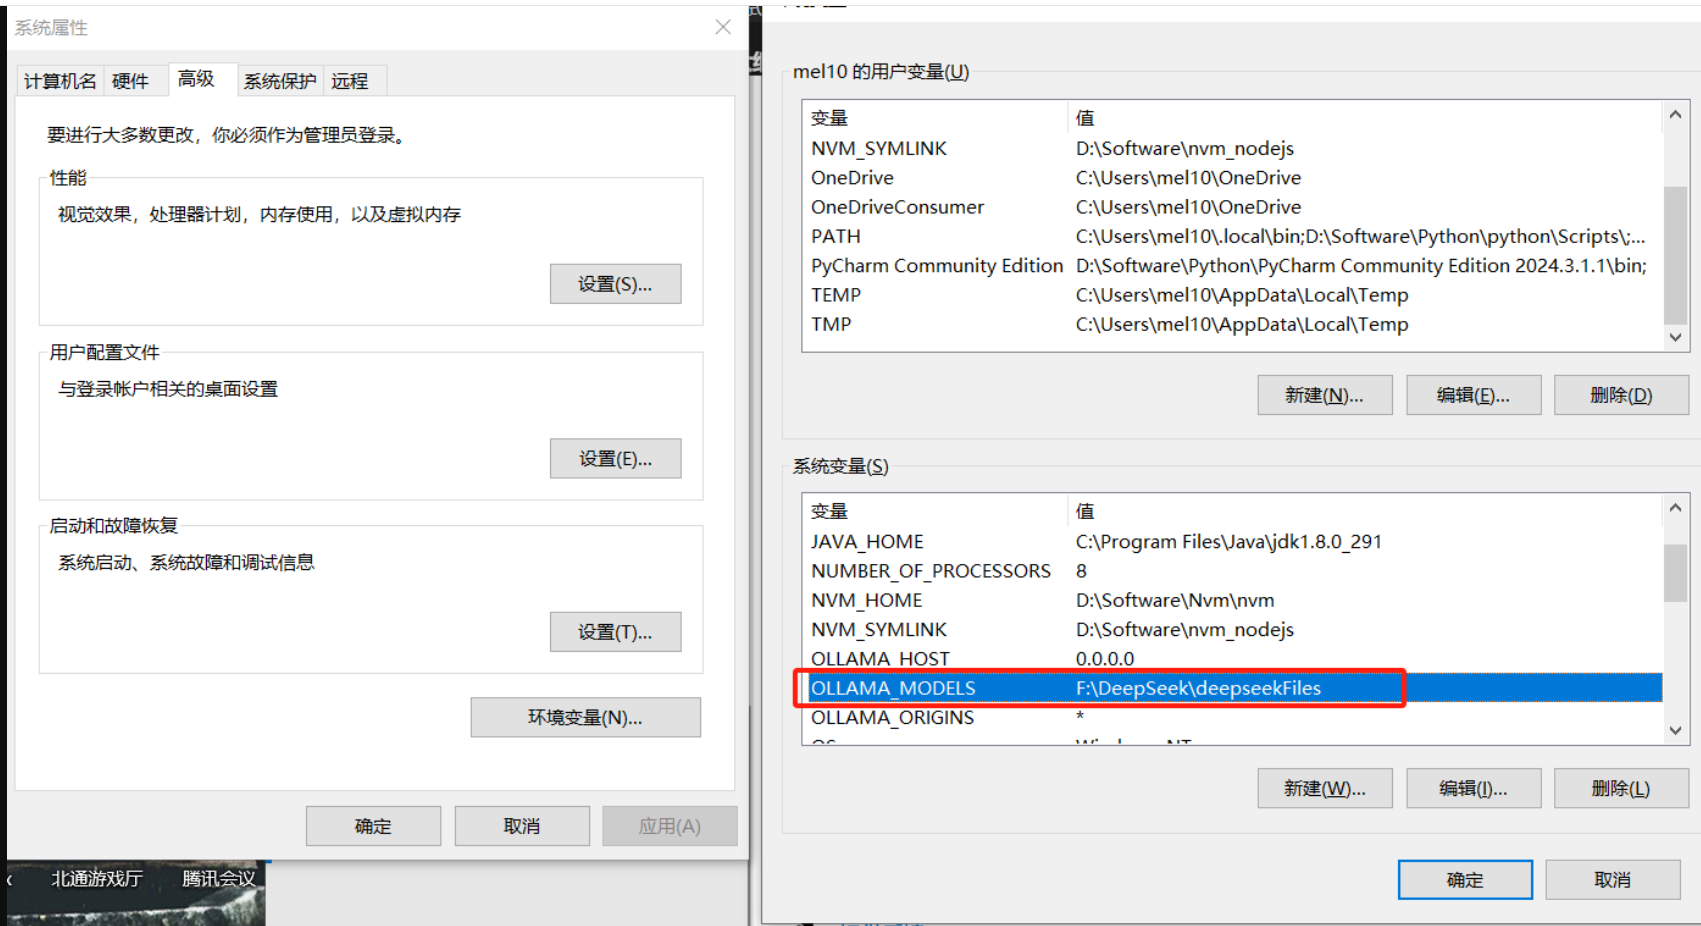 系统属性
计算机名 硬件 高级 系统保护 远程
要进行大多数更改，你必须作为管理员登录。
性能
视觉效果，处理器计划，内存使用，以及虚拟内存
设置(S)...
用户配置文件
与登录帐户相关的桌面设置
设置(E)...
启动和故障恢复
系统启动、系统故障和调试信息
设置(T)...
环境变量(N)...
确定 取消 应用(A)
北通游戏厅 腾讯会议
mel10 的用户变量(U)
变量 值
NVM_SYMLINK D:\Software\nvm_nodejs
OneDrive C:\Users\mel10\OneDrive
OneDriveConsumer C:\Users\mel10\OneDrive
PATH C:\Users\mel10\.local\bin;D:\Software\Python\python\Scripts\;...
PyCharm Community Edition D:\Software\Python\PyCharm Community Edition 2024.3.1.1\bin;
TEMP C:\Users\mel10\AppData\Local\Temp
TMP C:\Users\mel10\AppData\Local\Temp
新建(N)... 编辑(E)... 删除(D)
系统变量(S)
变量 值
JAVA_HOME C:\Program Files\Java\jdk1.8.0_291
NUMBER_OF_PROCESSORS 8
NVM_HOME D:\Software\Nvm\nvm
NVM_SYMLINK D:\Software\nvm_nodejs
OLLAMA_HOST 0.0.0.0
OLLAMA_MODELS F:\DeepSeek\deepseekFiles
OLLAMA_ORIGINS *
新建(W)... 编辑(I)... 删除(L)
确定 取消